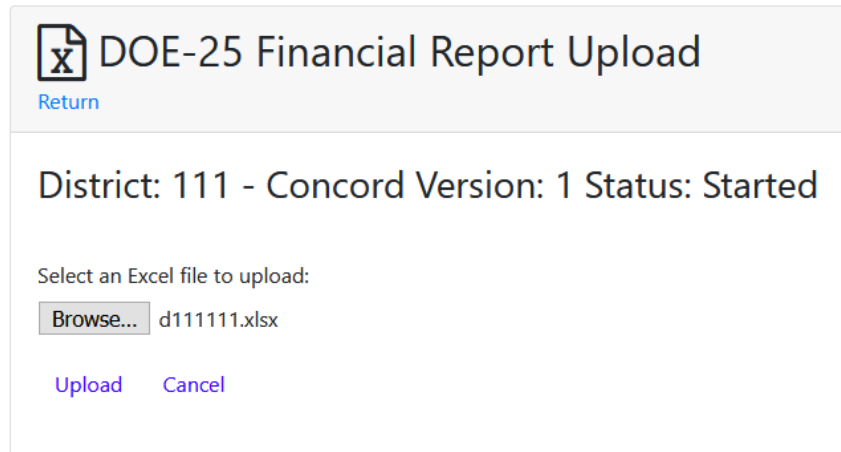 DOE-25 Financial Report Upload
Return
District: 111 - Concord Version: 1 Status: Started
Select an Excel file to upload:
Browse... d111111.xlsx
Upload Cancel